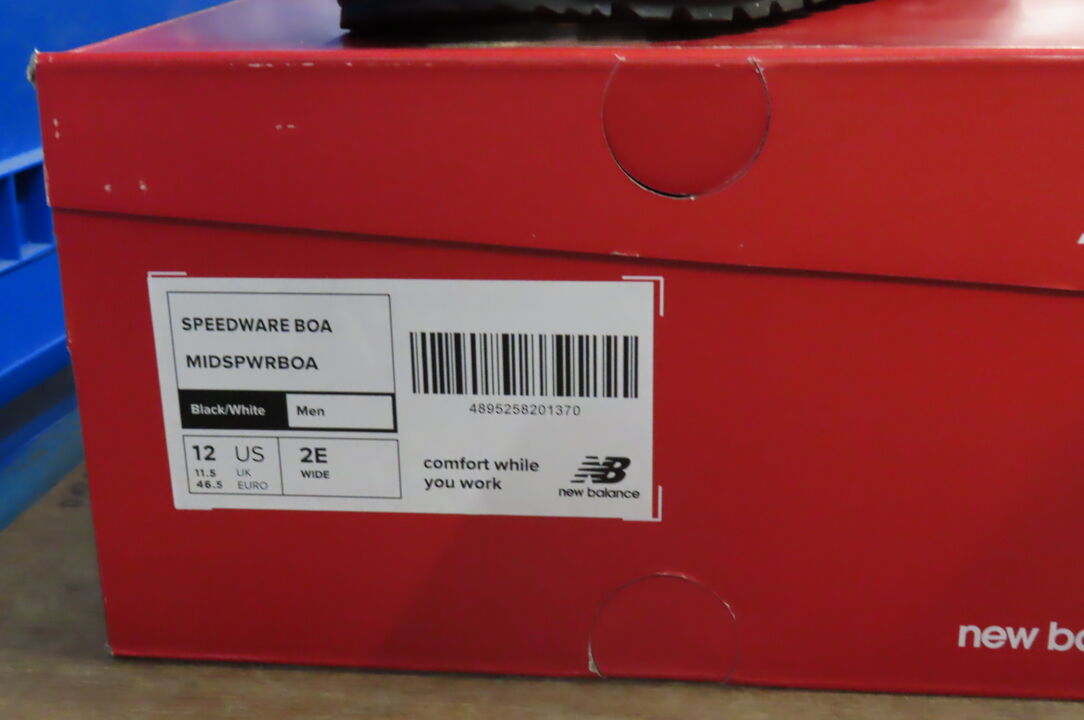 SPEEDWARE BOA
MIDSPWRBOA
Black/White Men
12 US
11.5 UK
46.5 EURO
2E
WIDE
4895258201370
comfort while
you work
new balance
new